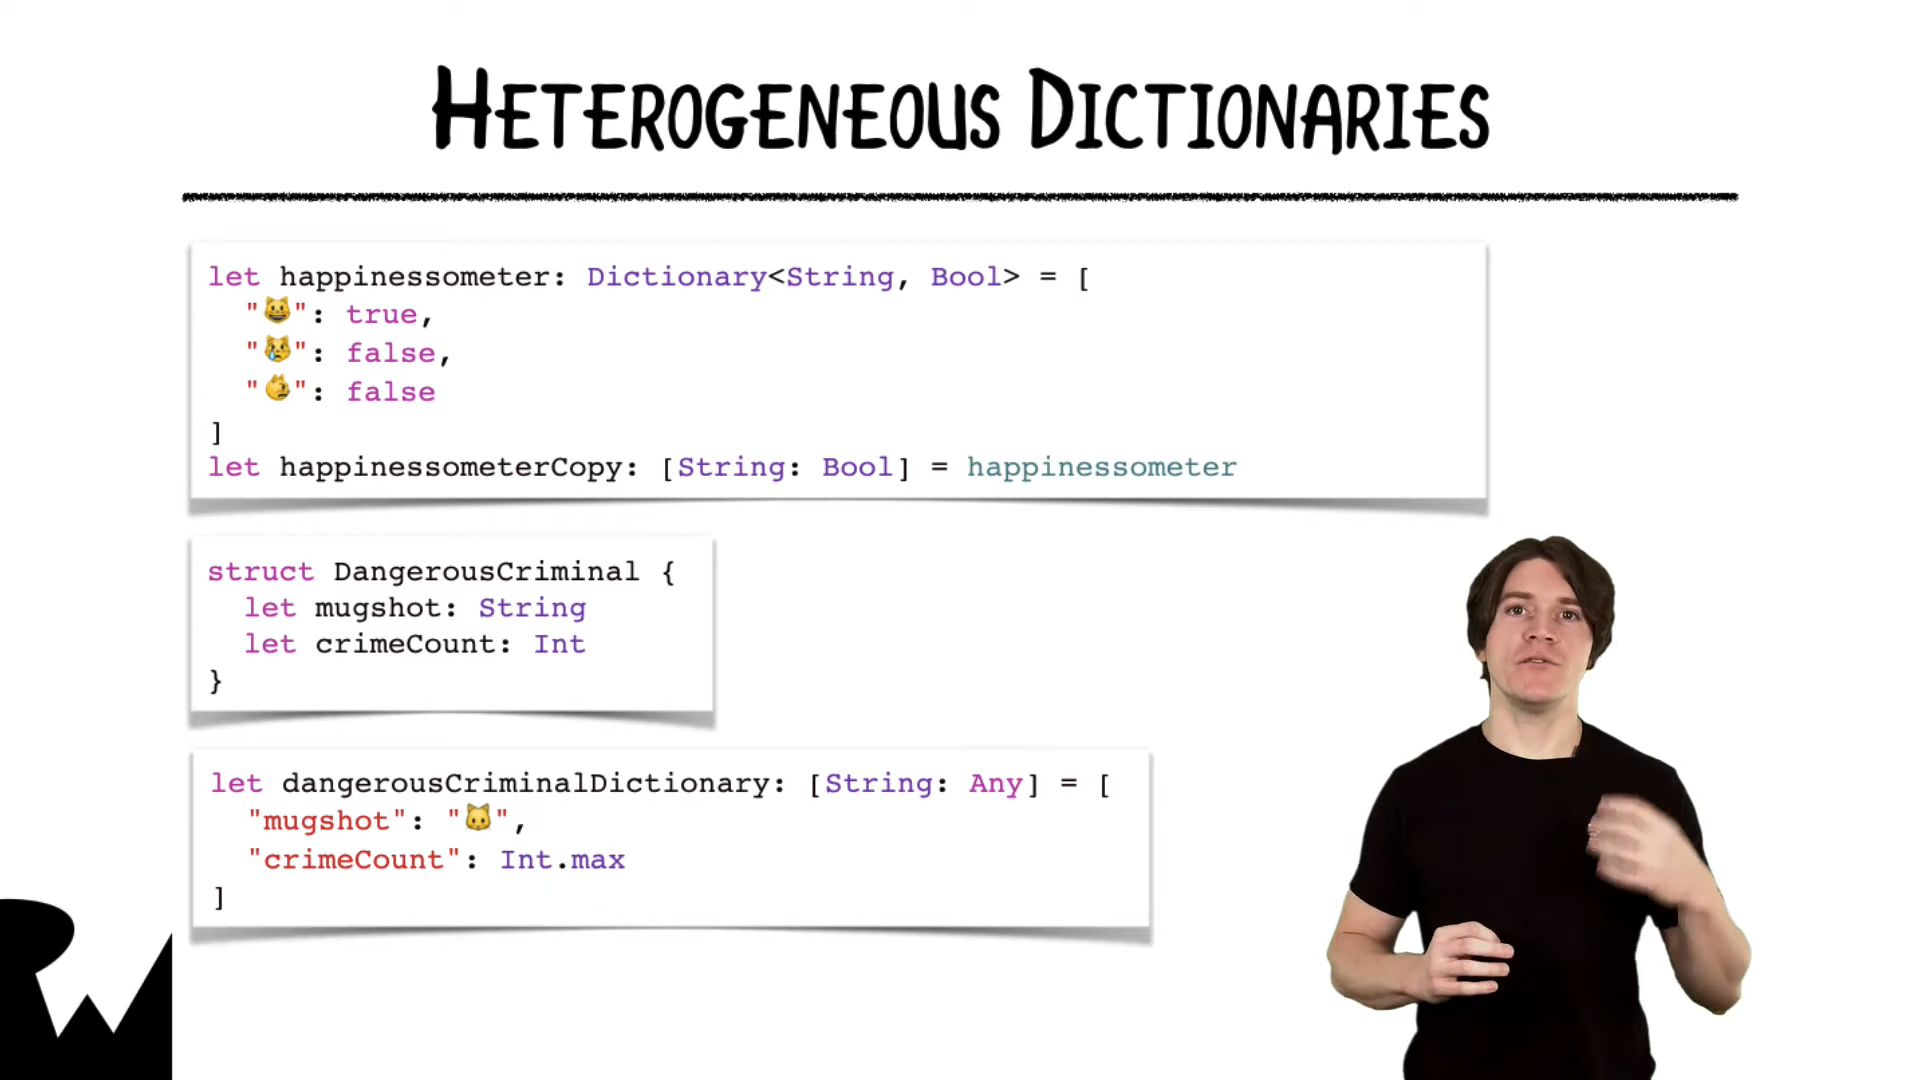 HETEROGENEOUS DICTIONARIES
let happinessometer: Dictionary<String, Bool> = [
"😺": true,
"😿": false,
"😼": false
]
let happinessometerCopy: [String: Bool] = happinessometer
struct DangerousCriminal {
let mugshot: String
let crimeCount: Int
}
let dangerousCriminalDictionary: [String: Any] = [
"mugshot": "🐱",
"crimeCount": Int.max
]
RW